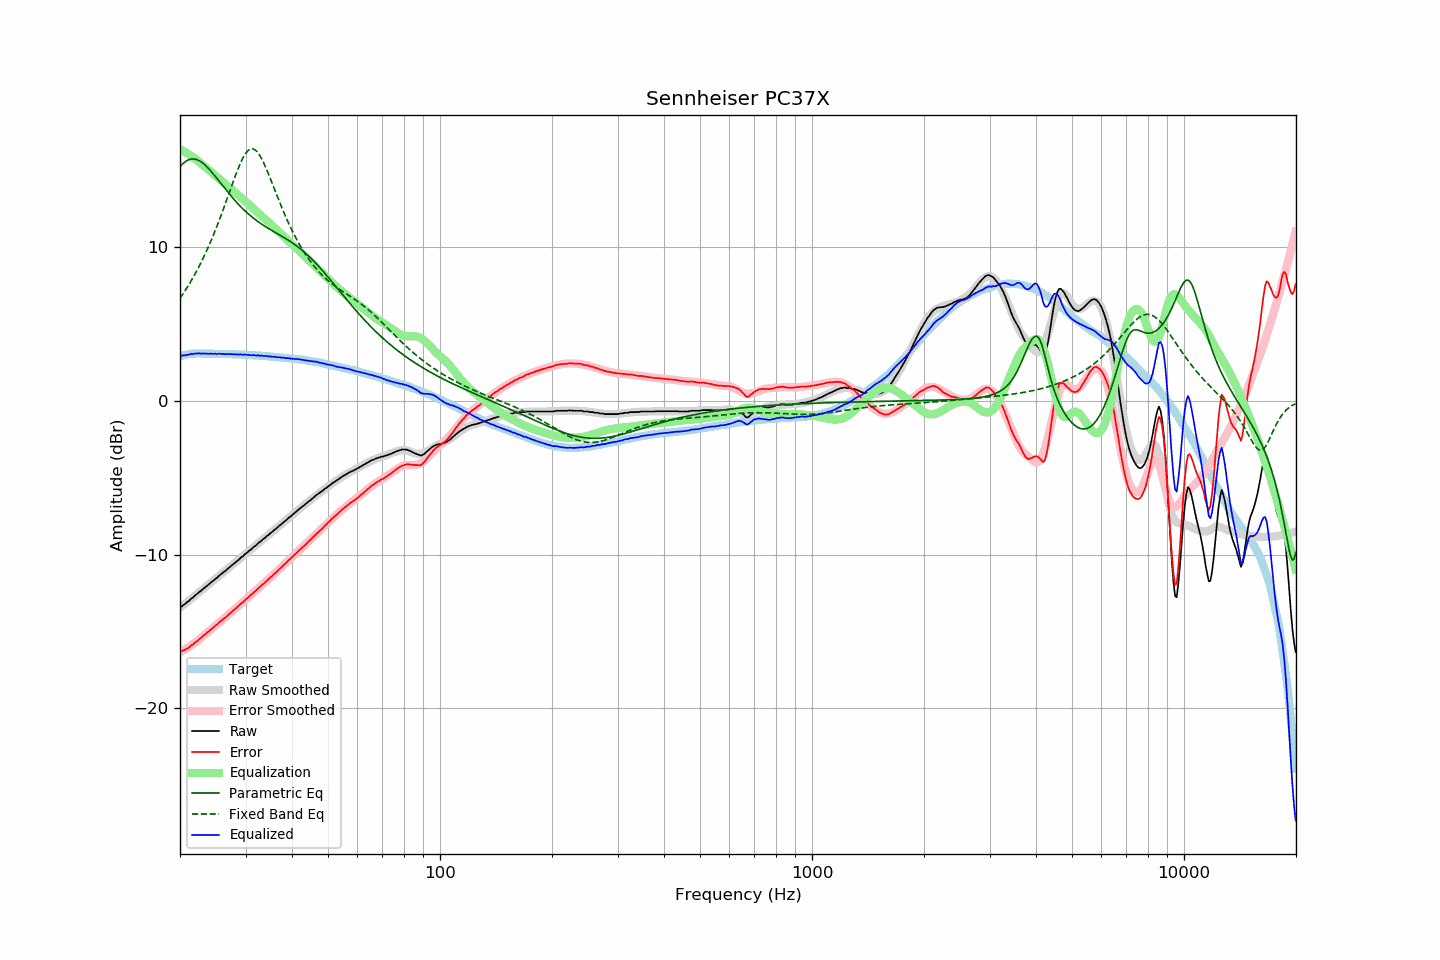 Sennheiser PC37X
Amplitude (dBr)
10
0
−10
−20
Target
Raw Smoothed
Error Smoothed
Raw
Error
Equalization
Parametric Eq
Fixed Band Eq
Equalized
100
1000
10000
Frequency (Hz)